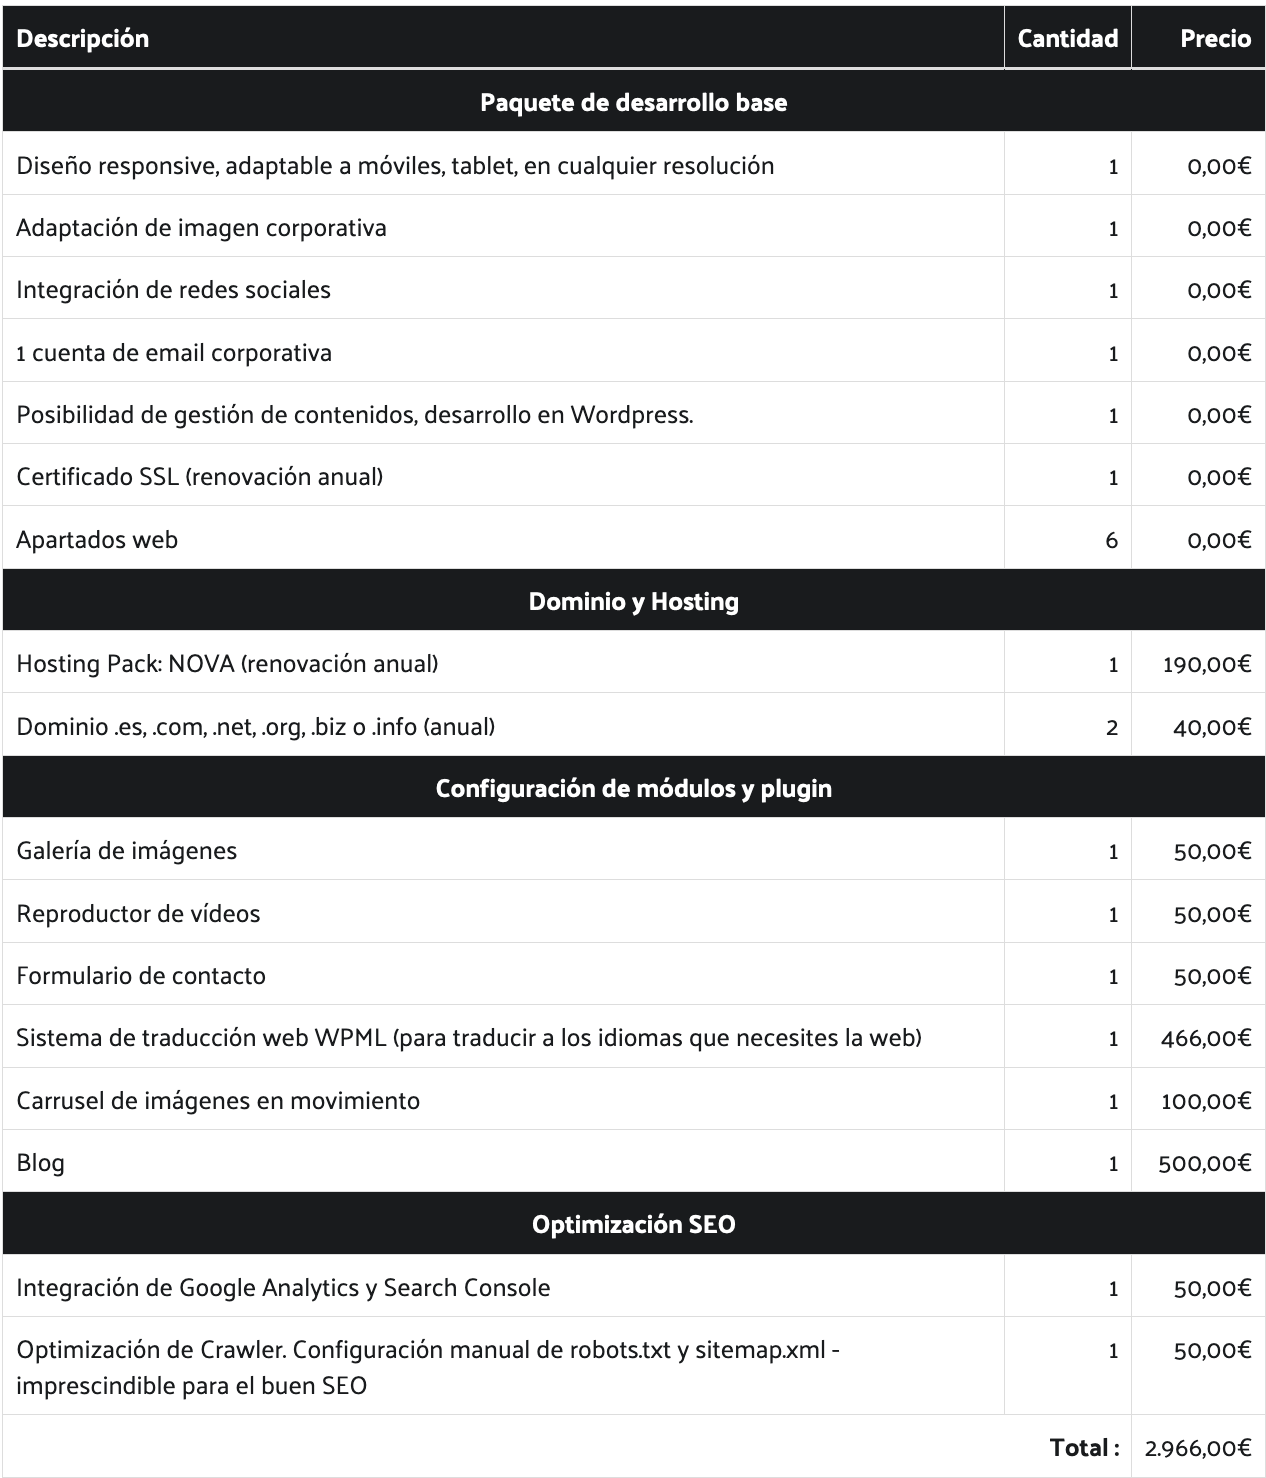 Descripción Cantidad Precio
Paquete de desarrollo base
Diseño responsive, adaptable a móviles, tablet, en cualquier resolución 1 0,00€
Adaptación de imagen corporativa 1 0,00€
Integración de redes sociales 1 0,00€
1 cuenta de email corporativa 1 0,00€
Posibilidad de gestión de contenidos, desarrollo en Wordpress. 1 0,00€
Certificado SSL (renovación anual) 1 0,00€
Apartados web 6 0,00€
Dominio y Hosting
Hosting Pack: NOVA (renovación anual) 1 190,00€
Dominio .es, .com, .net, .org, .biz o .info (anual) 2 40,00€
Configuración de módulos y plugin
Galería de imágenes 1 50,00€
Reproductor de vídeos 1 50,00€
Formulario de contacto 1 50,00€
Sistema de traducción web WPML (para traducir a los idiomas que necesites la web) 1 466,00€
Carrusel de imágenes en movimiento 1 100,00€
Blog 1 500,00€
Optimización SEO
Integración de Google Analytics y Search Console 1 50,00€
Optimización de Crawler. Configuración manual de robots.txt y sitemap.xml - 1 50,00€
imprescindible para el buen SEO
Total : 2.966,00€